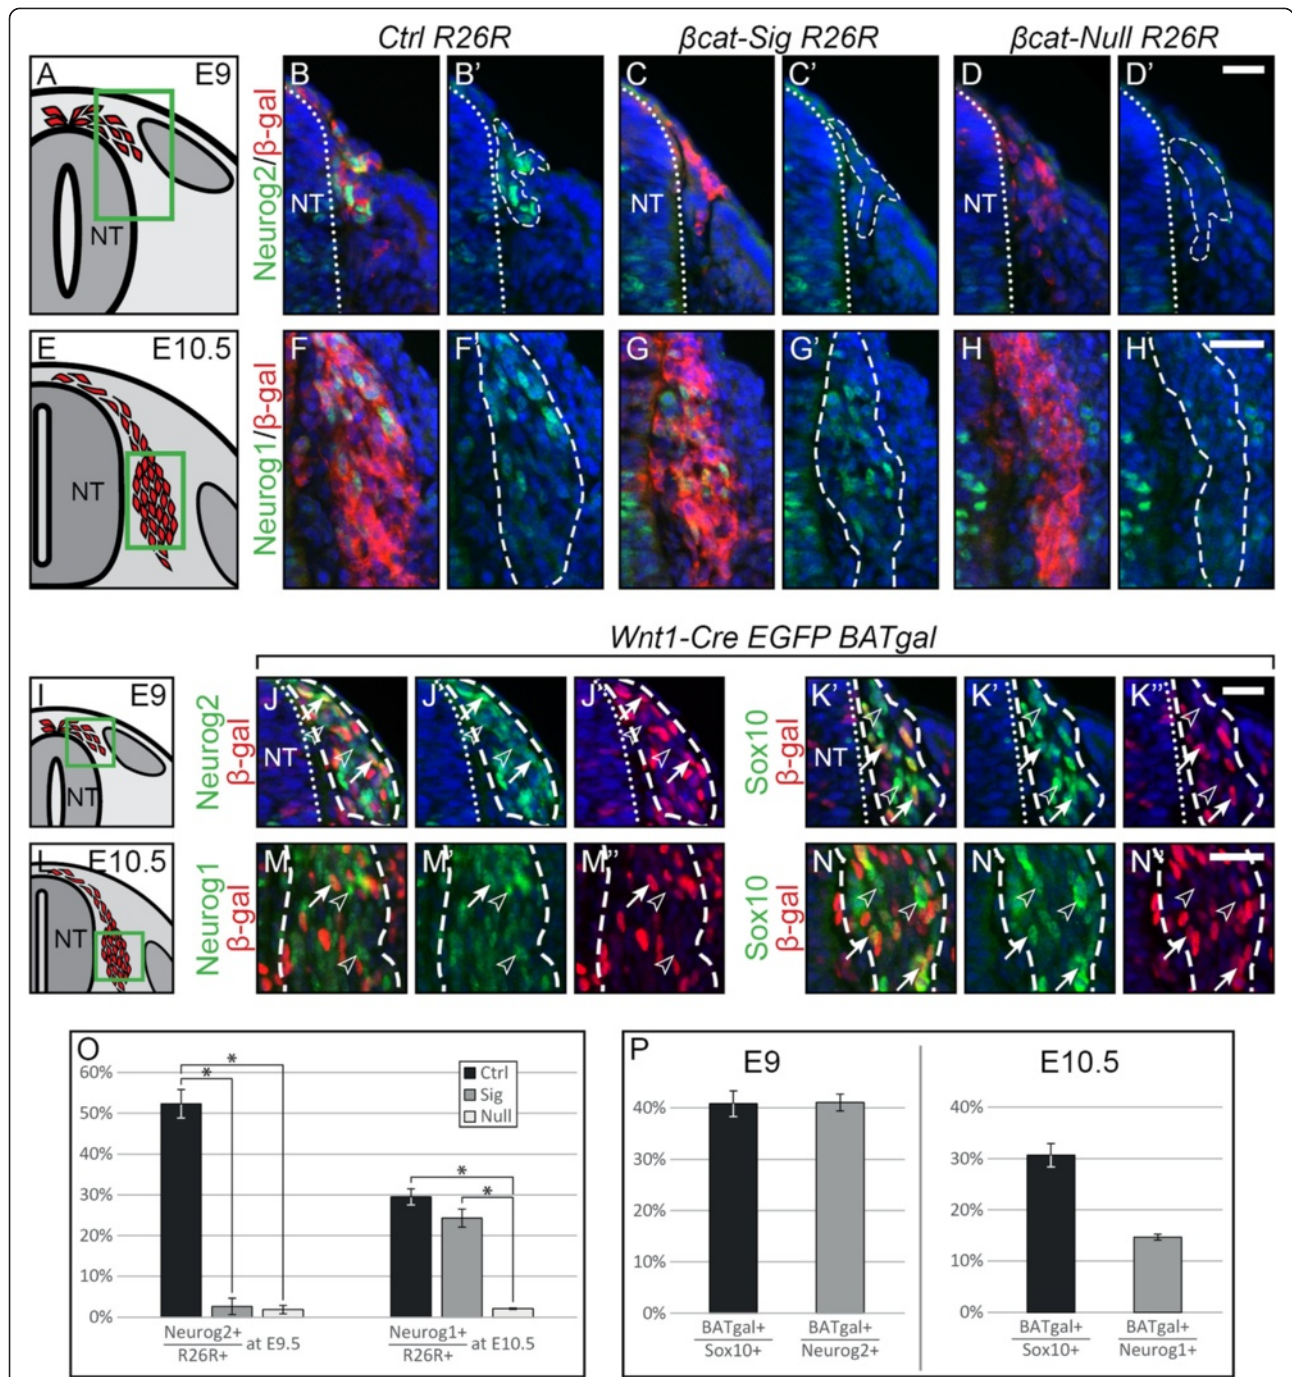 Ctrl R26R βcat-Sig R26R βcat-Null R26R
A E9 B B' C C' D D'
NT NT NT NT
Neurog2/β-gal
E E10.5 F F' G G' H H'
NT
Neurog1/β-gal
Wnt1-Cre EGFP BATgal
I E9 J J' J'' K' K' K''
NT NT NT
Neurog2
β-gal
Sox10
β-gal
L E10.5 M M' M'' N N' N''
NT
Neurog1
β-gal
Sox10
β-gal
O
60%
50%
40%
30%
20%
10%
0%
* * * *
Ctrl
Sig
Null
Neurog2+
R26R+
at E9.5
Neurog1+
R26R+
at E10.5
P
E9 E10.5
40% 40%
30% 30%
20% 20%
10% 10%
0% 0%
BATgal+ BATgal+ BATgal+ BATgal+
Sox10+ Neurog2+ Sox10+ Neurog1+